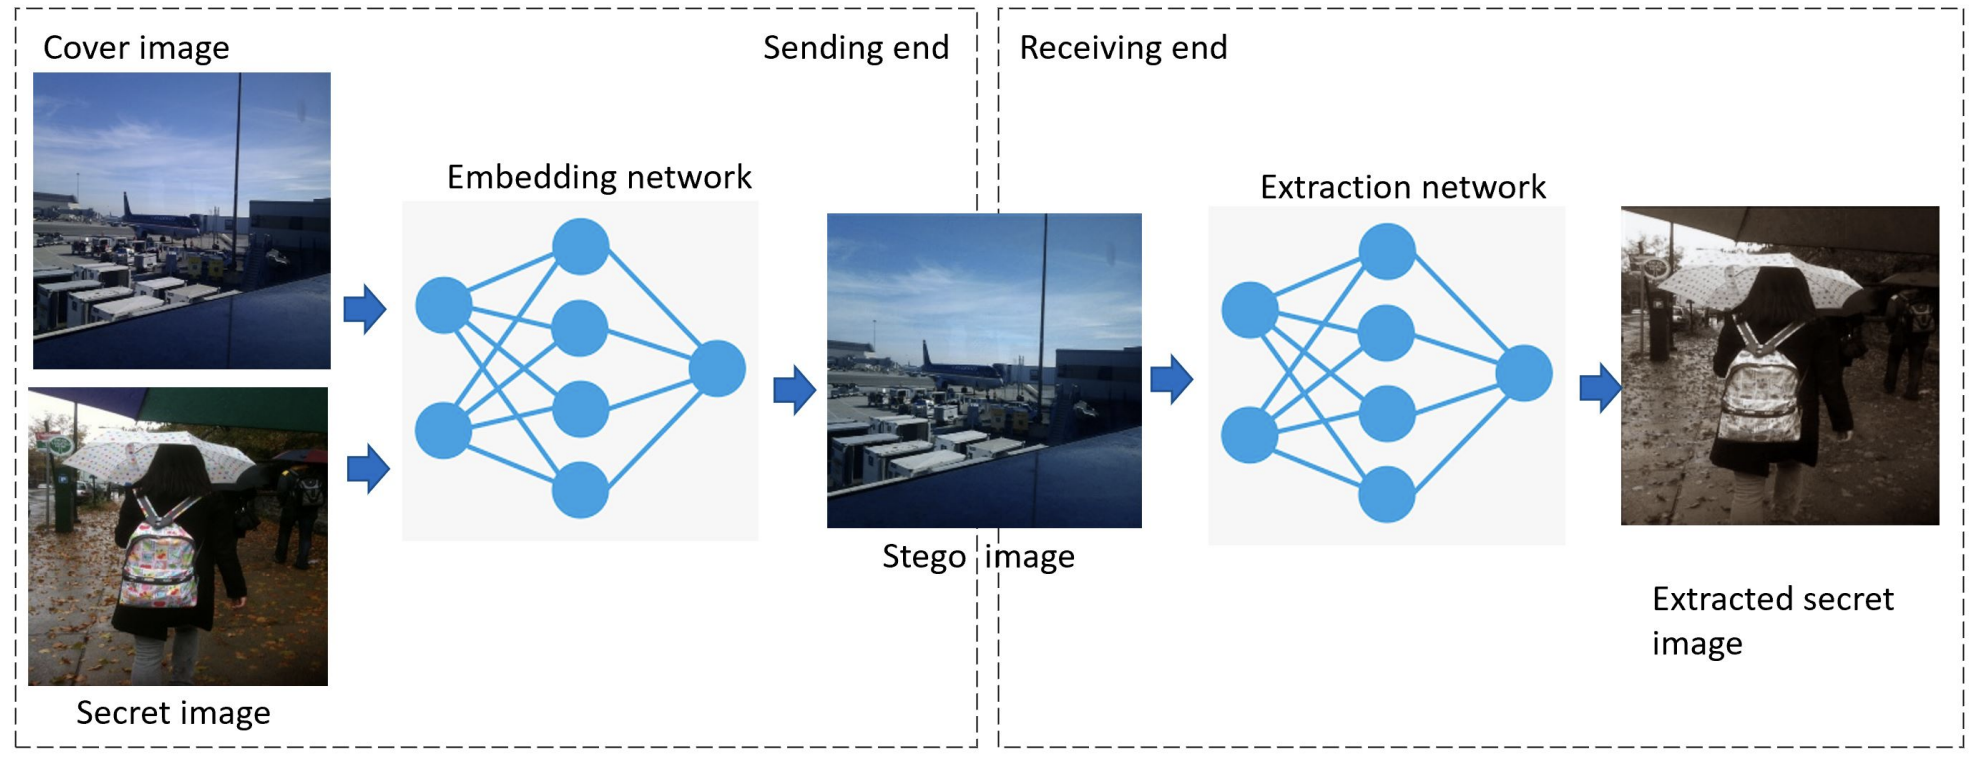 Cover image
Sending end
Receiving end
Embedding network
Extraction network
Stego image
Extracted secret
image
Secret image